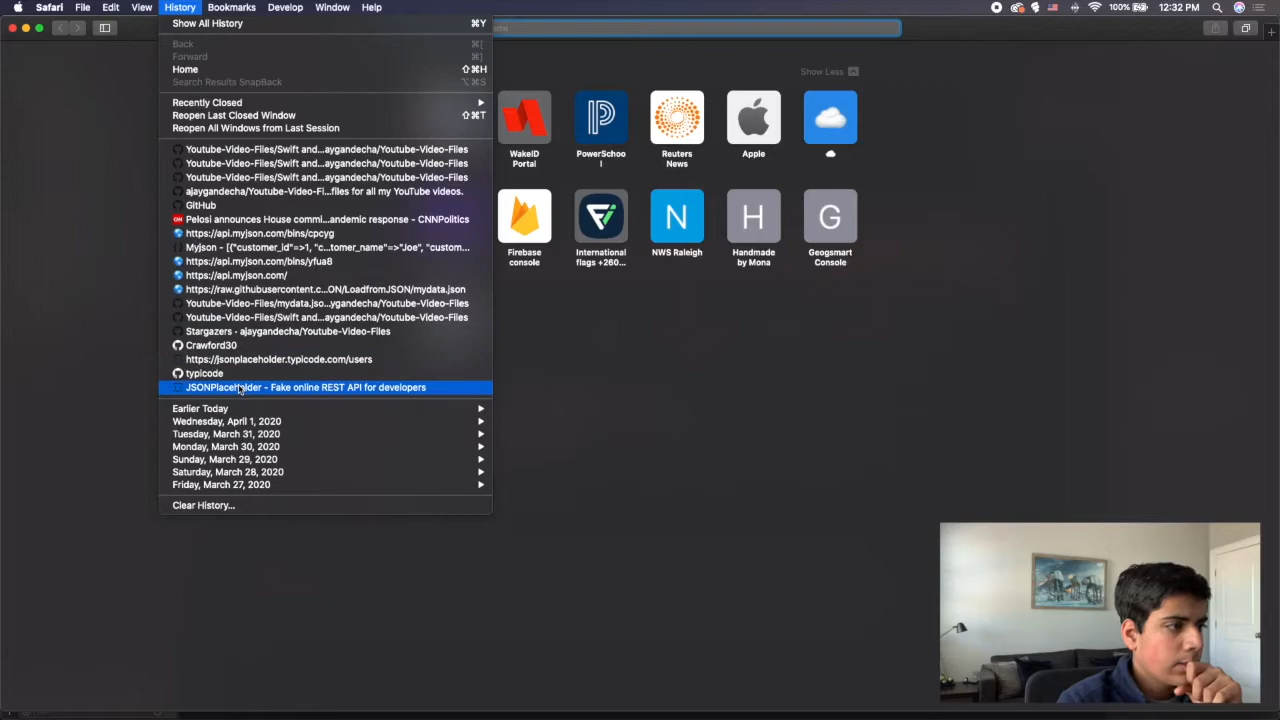 Safari File Edit View History Bookmarks Develop Window Help 100% 12:32 PM
Show All History ⌘Y
Back ⌘[
Forward ⌘]
Home ⇧⌘H
Search Results SnapBack ⌥⌘S
Recently Closed
Reopen Last Closed Window ⇧⌘T
Reopen All Windows from Last Session
Youtube-Video-Files/Swift and...aygandecha/Youtube-Video-Files
Youtube-Video-Files/Swift and...aygandecha/Youtube-Video-Files
Youtube-Video-Files/Swift and...aygandecha/Youtube-Video-Files
ajaygandecha/Youtube-Video-Fi...files for all my YouTube videos.
GitHub
Pelosi announces House commi...andemic response - CNNPolitics
https://api.myjson.com/bins/cpcyg
Myjson - [{"customer_id"=>1, "c...tomer_name"=>"Joe", "custom...
https://api.myjson.com/bins/yfua8
https://api.myjson.com/
https://raw.githubusercontent.c...ON/LoadfromJSON/mydata.json
Youtube-Video-Files/mydata.jso...ygandecha/Youtube-Video-Files
Youtube-Video-Files/Swift and...aygandecha/Youtube-Video-Files
Stargazers · ajaygandecha/Youtube-Video-Files
Crawford30
https://jsonplaceholder.typicode.com/users
typicode
JSONPlaceholder - Fake online REST API for developers
Earlier Today
Wednesday, April 1, 2020
Tuesday, March 31, 2020
Monday, March 30, 2020
Sunday, March 29, 2020
Saturday, March 28, 2020
Friday, March 27, 2020
Clear History...
Show Less
WakeID Portal
PowerSchool
Reuters News
Apple
Firebase console
International flags +260...
N
NWS Raleigh
H
Handmade by Mona
G
Geogsmart Console